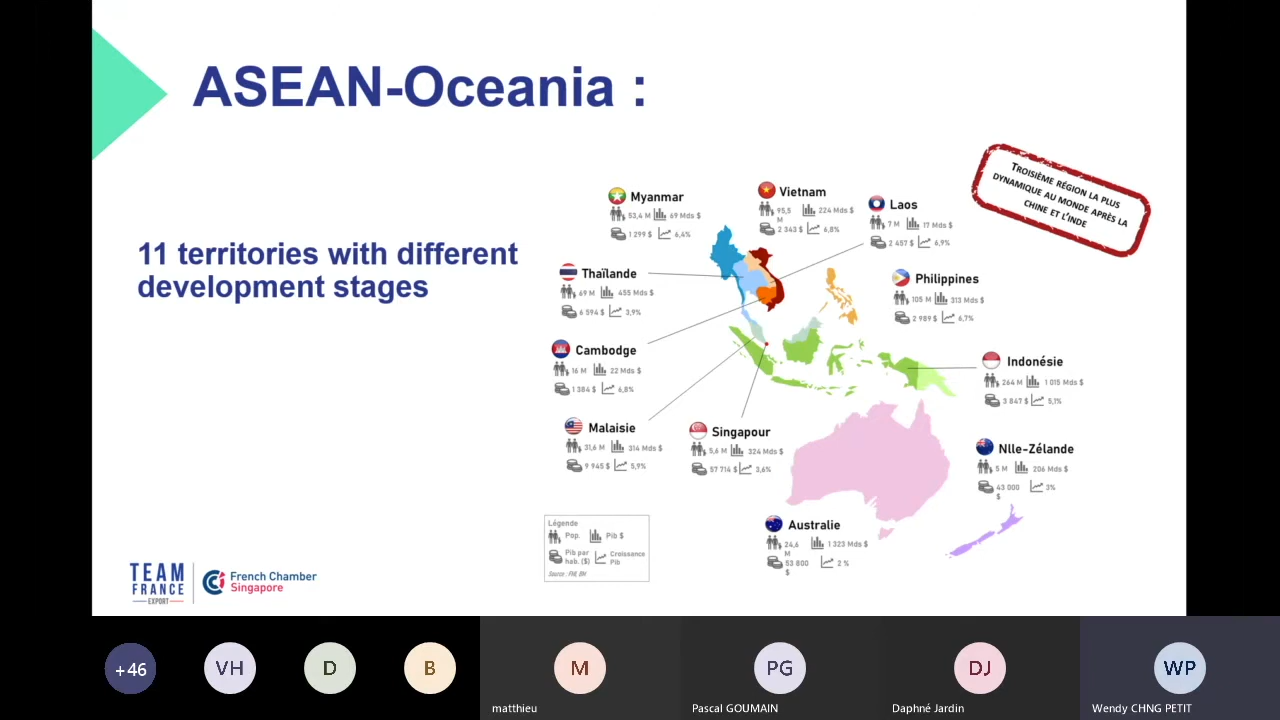 ASEAN-Oceania :
TROISIÈME RÉGION LA PLUS
DYNAMIQUE AU MONDE APRÈS LA
CHINE ET L'INDE
11 territories with different
development stages
Myanmar
53,4 M 69 Mds $
1 299 $ 6,4%
Vietnam
95,5 224 Mds $
M
2 343 $ 6,8%
Laos
7 M 17 Mds $
2 457 $ 6,9%
Thaïlande
69 M 455 Mds $
6 594 $ 3,9%
Philippines
105 M 313 Mds $
2 989 $ 6,7%
Cambodge
16 M 22 Mds $
1 384 $ 6,8%
Indonésie
264 M 1 015 Mds $
3 847 $ 5,1%
Malaisie
31,6 M 314 Mds $
9 945 $ 5,9%
Singapour
5,6 M 324 Mds $
57 714 $ 3,6%
Nlle-Zélande
5 M 206 Mds $
43 000 3%
$
Australie
24,6 1 323 Mds $
M
53 800 2 %
$
Légende
Pop. Pib $
Pib par Croissance
hab. ($) Pib
Source : FMI, BM
TEAM
FRANCE
EXPORT
CCI French Chamber
Singapore
+46
VH
D
B
M
PG
DJ
WP
matthieu
Pascal GOUMAIN
Daphné Jardin
Wendy CHNG PETIT